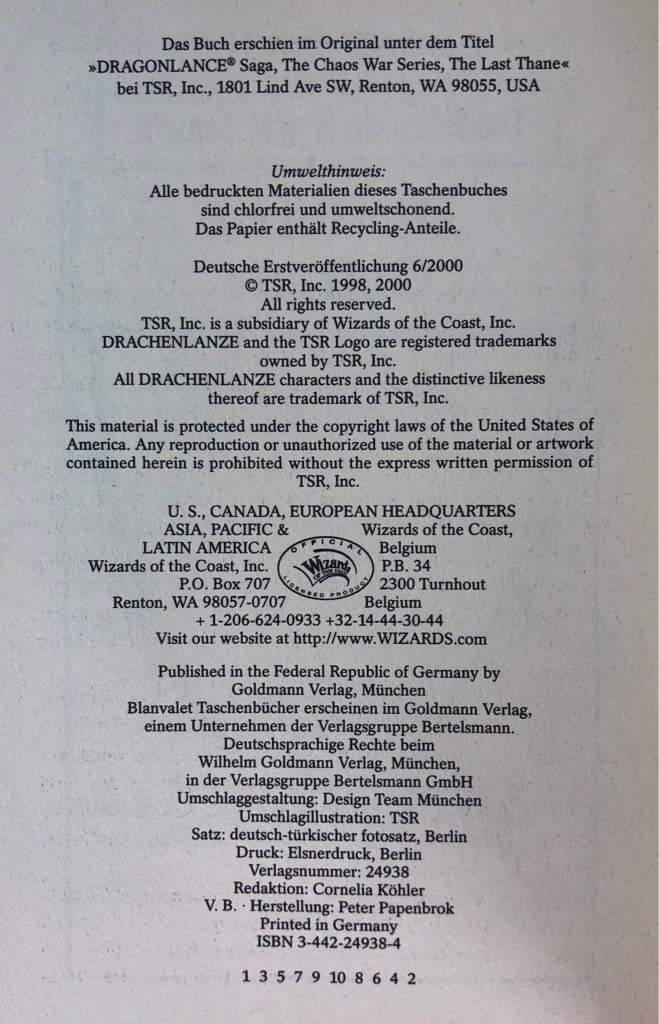 Das Buch erschien im Original unter dem Titel
»DRAGONLANCE® Saga, The Chaos War Series, The Last Thane«
bei TSR, Inc., 1801 Lind Ave SW, Renton, WA 98055, USA
Umwelthinweis:
Alle bedruckten Materialien dieses Taschenbuches
sind chlorfrei und umweltschonend.
Das Papier enthält Recycling-Anteile.
Deutsche Erstveröffentlichung 6/2000
© TSR, Inc. 1998, 2000
All rights reserved.
TSR, Inc. is a subsidiary of Wizards of the Coast, Inc.
DRACHENLANZE and the TSR Logo are registered trademarks
owned by TSR, Inc.
All DRACHENLANZE characters and the distinctive likeness
thereof are trademark of TSR, Inc.
This material is protected under the copyright laws of the United States of
America. Any reproduction or unauthorized use of the material or artwork
contained herein is prohibited without the express written permission of
TSR, Inc.
U. S., CANADA, EUROPEAN HEADQUARTERS
ASIA, PACIFIC & Wizards of the Coast,
LATIN AMERICA Belgium
Wizards of the Coast, Inc. P.B. 34
P.O. Box 707 2300 Turnhout
Renton, WA 98057-0707 Belgium
OFFICIAL
Wizards
OF THE COAST
LICENSED PRODUCT
+ 1-206-624-0933 +32-14-44-30-44
Visit our website at http://www.WIZARDS.com
Published in the Federal Republic of Germany by
Goldmann Verlag, München
Blanvalet Taschenbücher erscheinen im Goldmann Verlag,
einem Unternehmen der Verlagsgruppe Bertelsmann.
Deutschsprachige Rechte beim
Wilhelm Goldmann Verlag, München,
in der Verlagsgruppe Bertelsmann GmbH
Umschlaggestaltung: Design Team München
Umschlagillustration: TSR
Satz: deutsch-türkischer fotosatz, Berlin
Druck: Elsnerdruck, Berlin
Verlagsnummer: 24938
Redaktion: Cornelia Köhler
V. B. · Herstellung: Peter Papenbrok
Printed in Germany
ISBN 3-442-24938-4
1 3 5 7 9 10 8 6 4 2